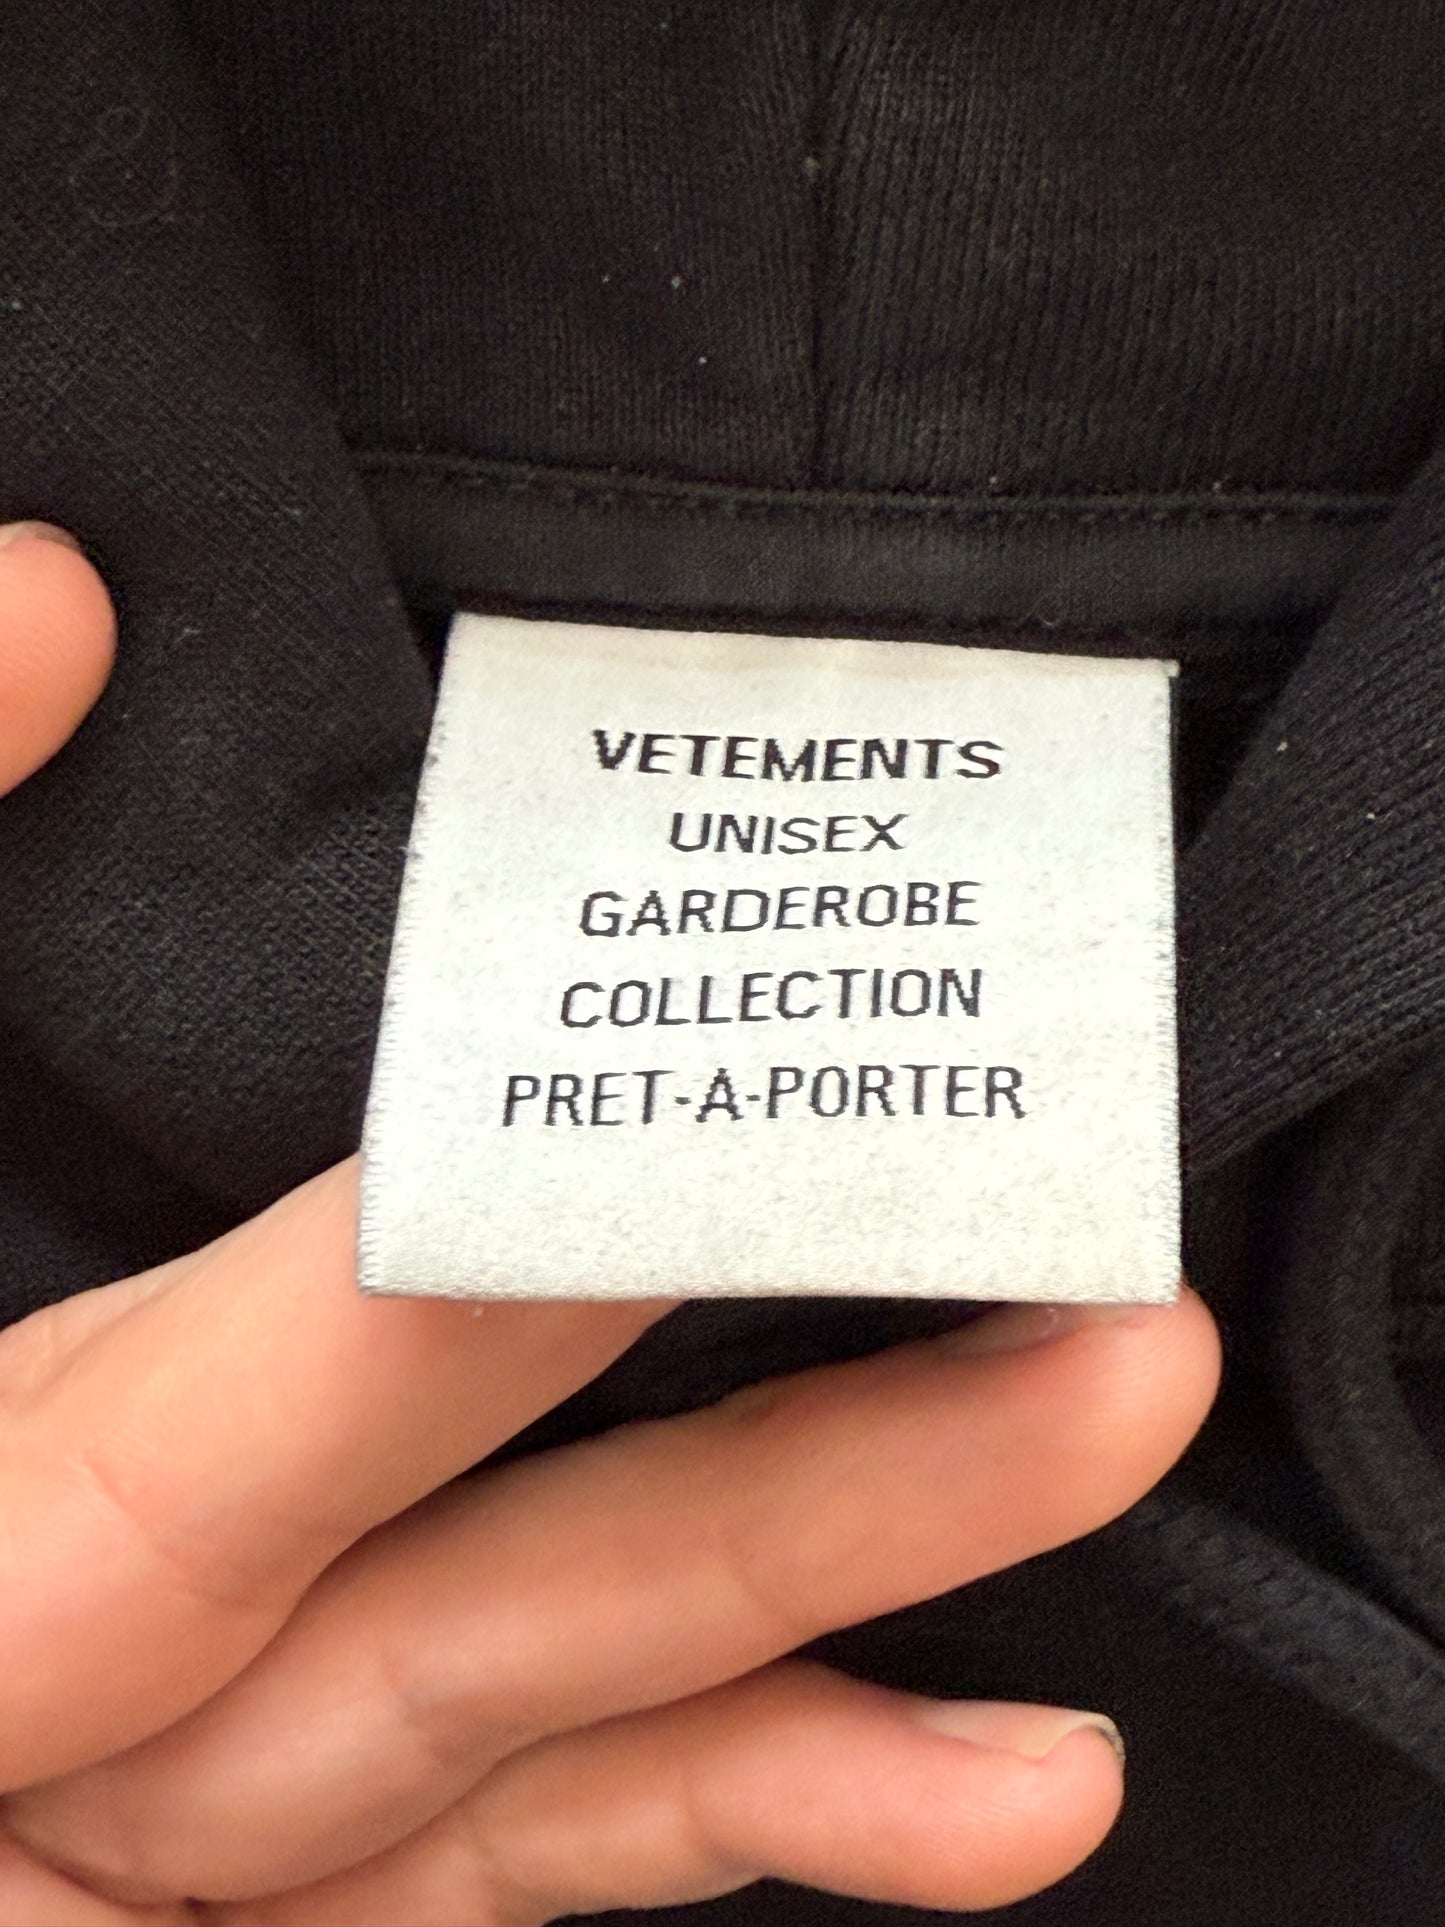 VETEMENTS
UNISEX
GARDEROBE
COLLECTION
PRET-A-PORTER